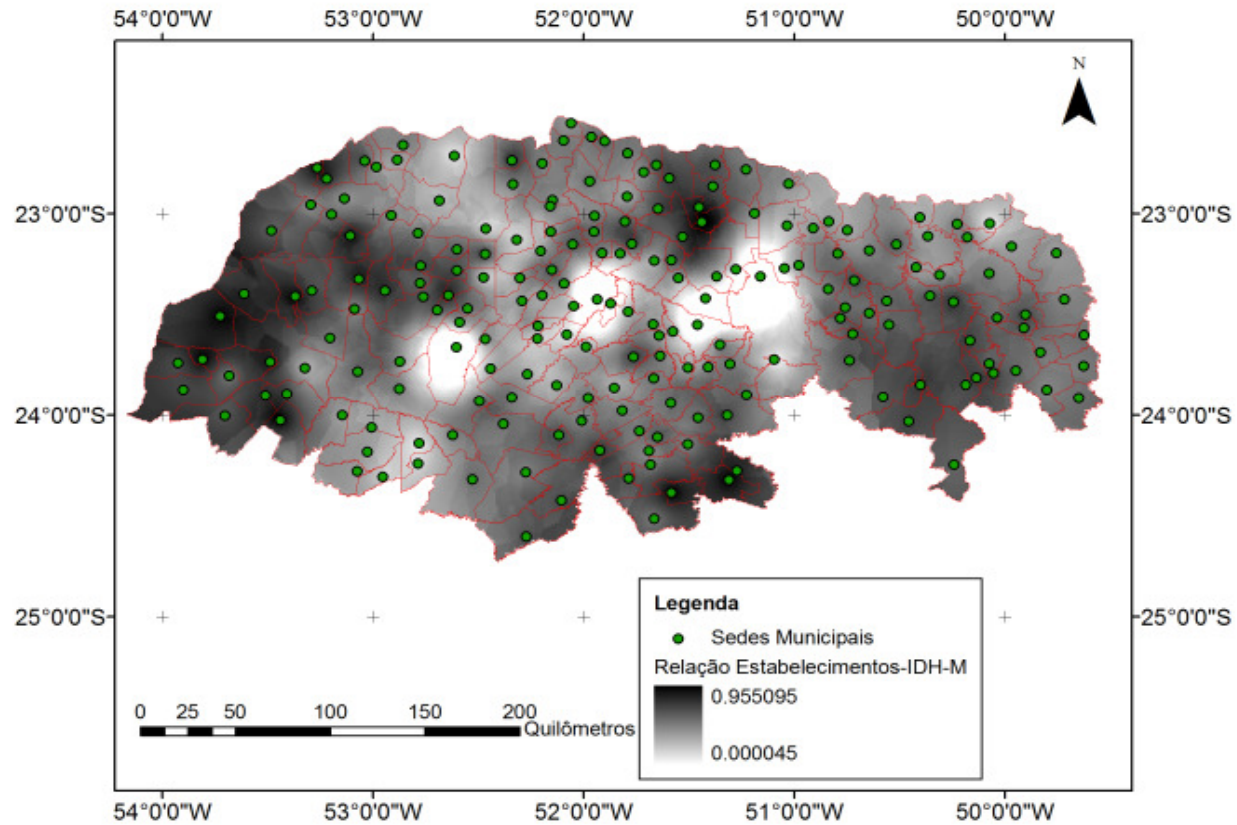 54°0'0"W 53°0'0"W 52°0'0"W 51°0'0"W 50°0'0"W
N
23°0'0"S 23°0'0"S
24°0'0"S 24°0'0"S
25°0'0"S 25°0'0"S
Legenda
Sedes Municipais
Relação Estabelecimentos-IDH-M
0.955095
0.000045
0 25 50 100 150 200
Quilômetros
54°0'0"W 53°0'0"W 52°0'0"W 51°0'0"W 50°0'0"W